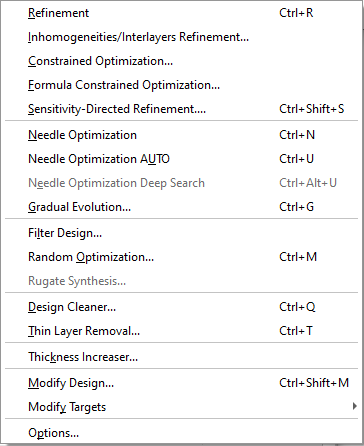 Refinement Ctrl+R
Inhomogeneities/Interlayers Refinement...
Constrained Optimization...
Formula Constrained Optimization...
Sensitivity-Directed Refinement.... Ctrl+Shift+S
Needle Optimization Ctrl+N
Needle Optimization AUTO Ctrl+U
Needle Optimization Deep Search Ctrl+Alt+U
Gradual Evolution... Ctrl+G
Filter Design...
Random Optimization... Ctrl+M
Rugate Synthesis...
Design Cleaner... Ctrl+Q
Thin Layer Removal... Ctrl+T
Thickness Increaser...
Modify Design... Ctrl+Shift+M
Modify Targets
Options...